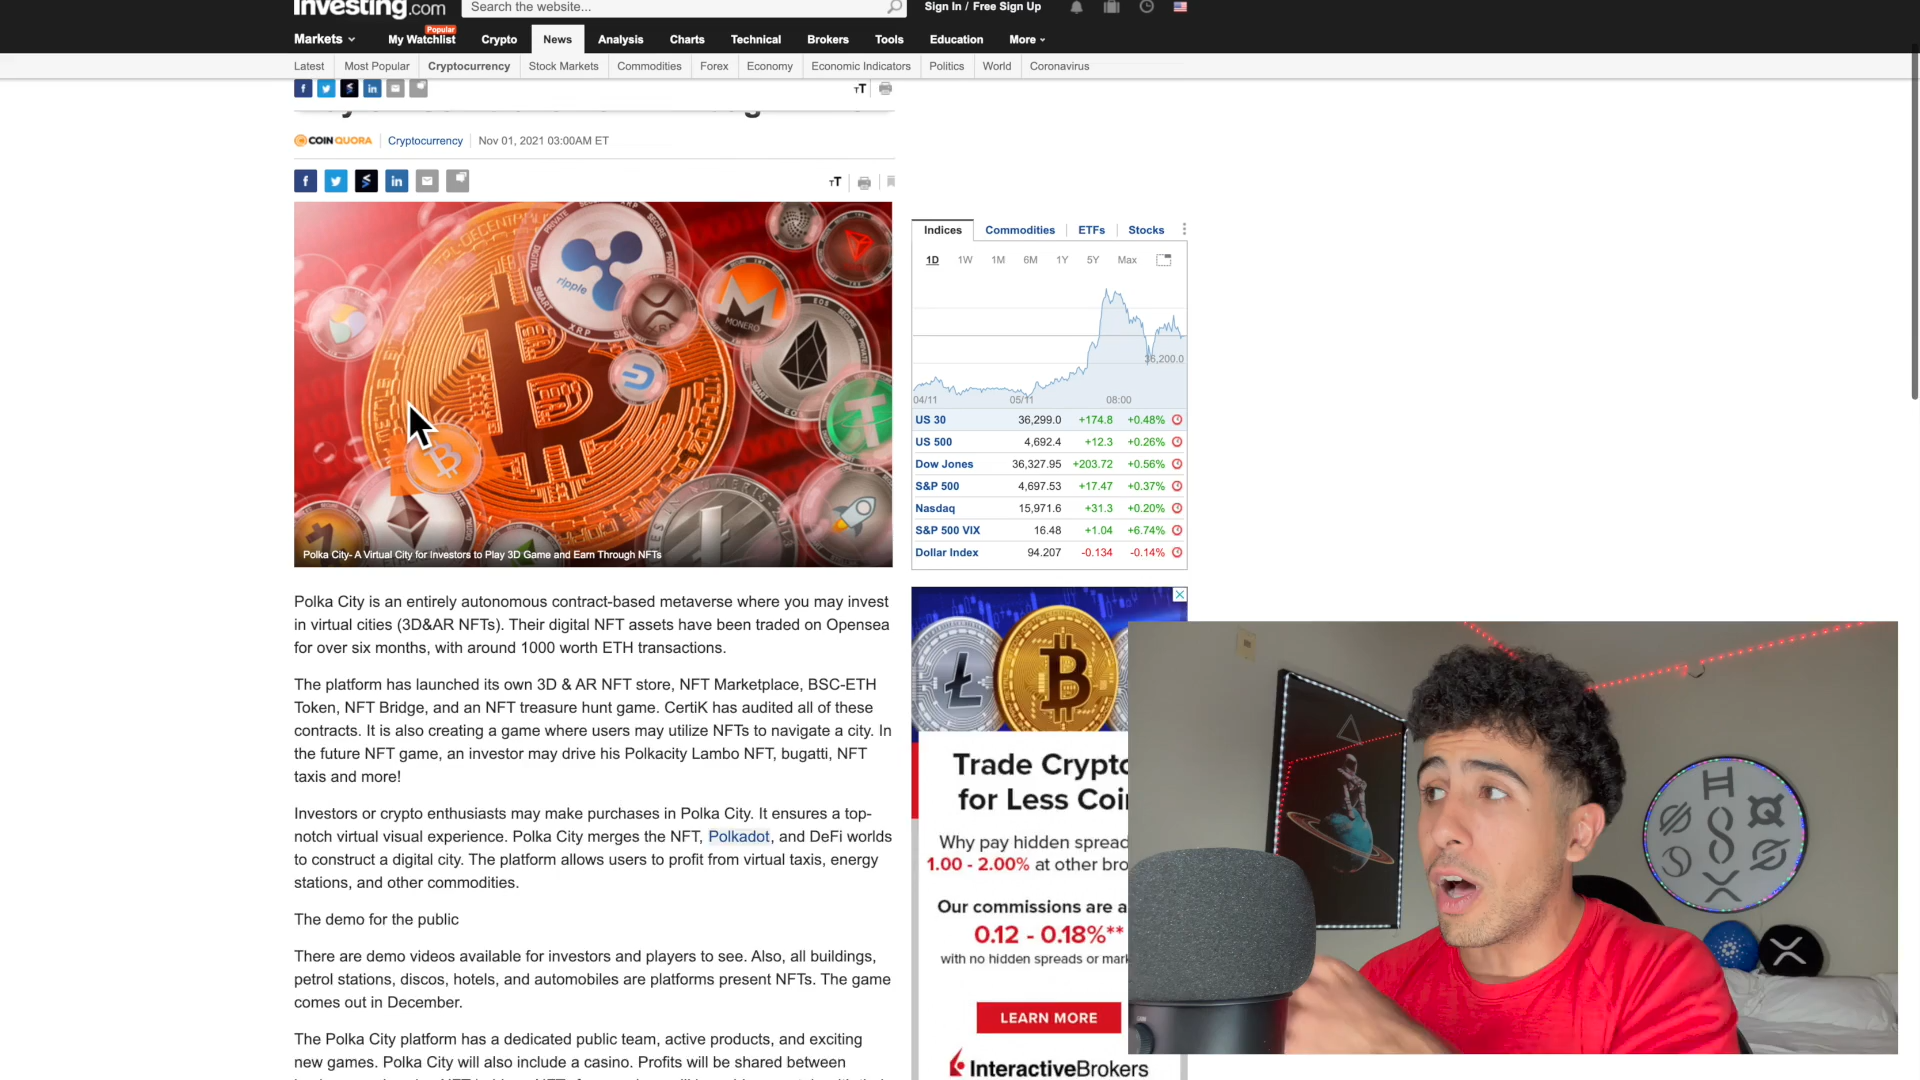 Investing.com
Search the website...
Sign In / Free Sign Up
Popular
Markets
My Watchlist
Crypto
News
Analysis
Charts
Technical
Brokers
Tools
Education
More
Latest
Most Popular
Cryptocurrency
Stock Markets
Commodities
Forex
Economy
Economic Indicators
Politics
World
Coronavirus
COINQUORA
Cryptocurrency
Nov 01, 2021 03:00AM ET
ripple
XRP
MONERO
Polka City- A Virtual City for Investors to Play 3D Game and Earn Through NFTs
Indices
Commodities
ETFs
Stocks
1D 1W 1M 6M 1Y 5Y Max
36,200.0
04/11 05/11 08:00
US 30 36,299.0 +174.8 +0.48%
US 500 4,692.4 +12.3 +0.26%
Dow Jones 36,327.95 +203.72 +0.56%
S&P 500 4,697.53 +17.47 +0.37%
Nasdaq 15,971.6 +31.3 +0.20%
S&P 500 VIX 16.48 +1.04 +6.74%
Dollar Index 94.207 -0.134 -0.14%
Polka City is an entirely autonomous contract-based metaverse where you may invest
in virtual cities (3D&AR NFTs). Their digital NFT assets have been traded on Opensea
for over six months, with around 1000 worth ETH transactions.
The platform has launched its own 3D & AR NFT store, NFT Marketplace, BSC-ETH
Token, NFT Bridge, and an NFT treasure hunt game. CertiK has audited all of these
contracts. It is also creating a game where users may utilize NFTs to navigate a city. In
the future NFT game, an investor may drive his Polkacity Lambo NFT, bugatti, NFT
taxis and more!
Investors or crypto enthusiasts may make purchases in Polka City. It ensures a top-
notch virtual visual experience. Polka City merges the NFT, Polkadot, and DeFi worlds
to construct a digital city. The platform allows users to profit from virtual taxis, energy
stations, and other commodities.
The demo for the public
There are demo videos available for investors and players to see. Also, all buildings,
petrol stations, discos, hotels, and automobiles are platforms present NFTs. The game
comes out in December.
The Polka City platform has a dedicated public team, active products, and exciting
new games. Polka City will also include a casino. Profits will be shared between
Trade Crypto
for Less Coi
Why pay hidden spread
1.00 - 2.00% at other bro
Our commissions are a
0.12 - 0.18%**
with no hidden spreads or mar
LEARN MORE
InteractiveBrokers